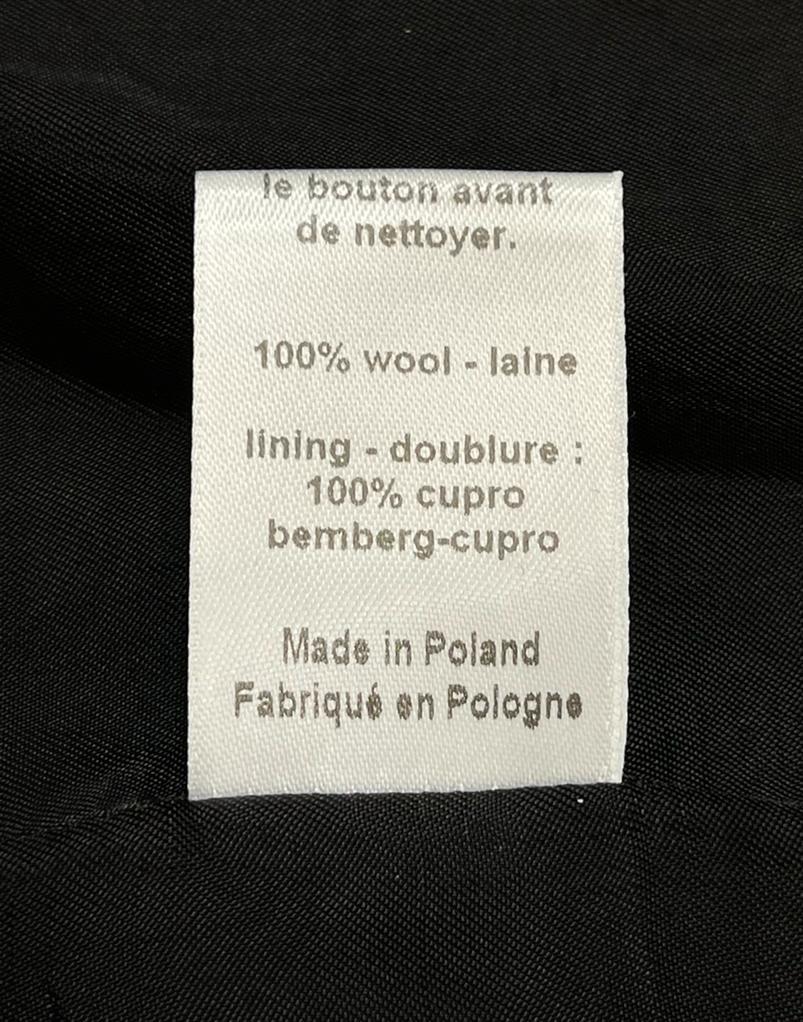 le bouton avant
de nettoyer.
100% wool - laine
lining - doublure :
100% cupro
bemberg-cupro
Made in Poland
Fabriqué en Pologne